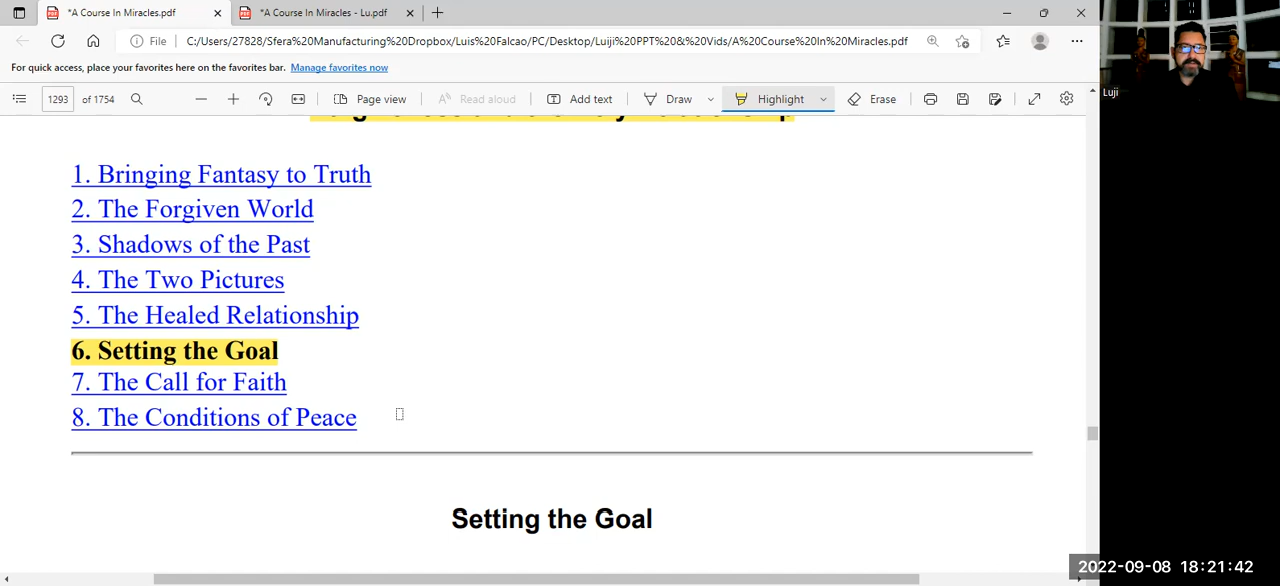 *A Course In Miracles.pdf
*A Course In Miracles - Lu.pdf
File
C:/Users/27828/Sfera%20Manufacturing%20Dropbox/Luis%20Falcao/PC/Desktop/Luiji%20PPT%20&%20Vids/A%20Course%20In%20Miracles.pdf
For quick access, place your favorites here on the favorites bar. Manage favorites now
1293 of 1754
Page view
Read aloud
Add text
Draw
Highlight
Erase
Luji
1. Bringing Fantasy to Truth
2. The Forgiven World
3. Shadows of the Past
4. The Two Pictures
5. The Healed Relationship
6. Setting the Goal
7. The Call for Faith
8. The Conditions of Peace
Setting the Goal
2022-09-08 18:21:42